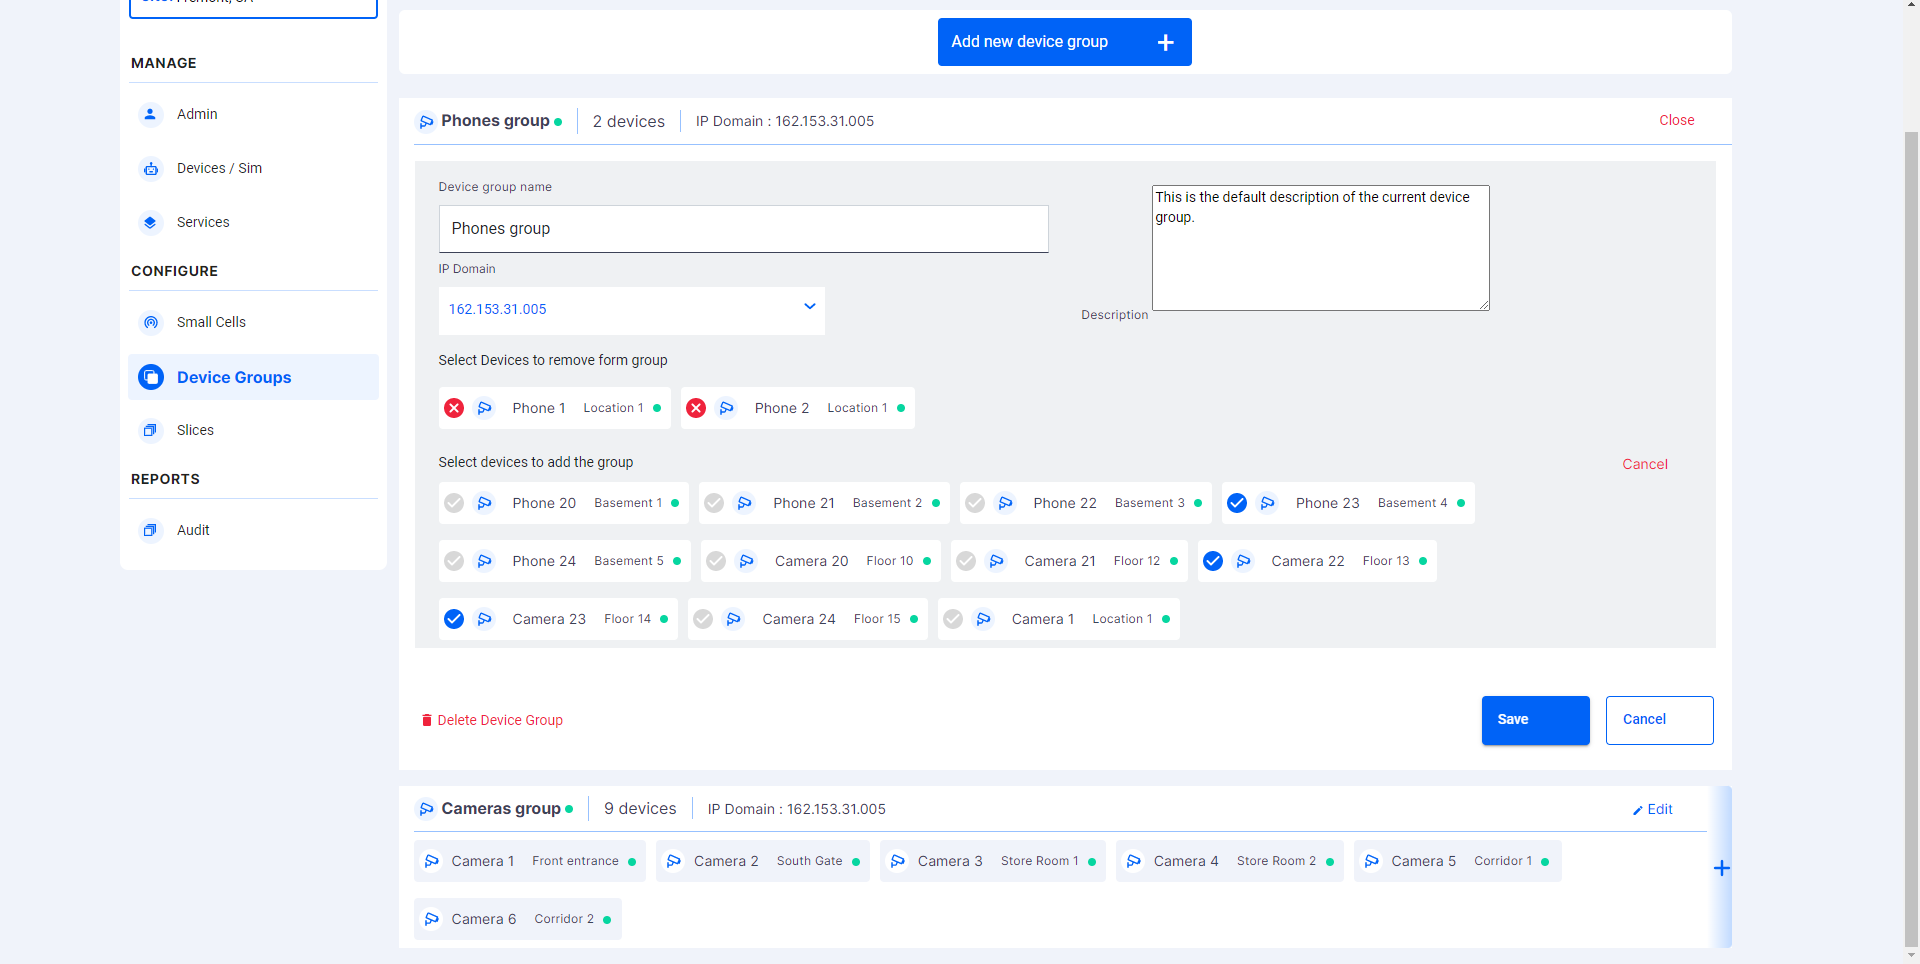 MANAGE
Admin
Devices / Sim
Services
CONFIGURE
Small Cells
Device Groups
Slices
REPORTS
Audit
Add new device group
Phones group 2 devices IP Domain : 162.153.31.005 Close
Device group name
Phones group
This is the default description of the current device
group.
IP Domain
162.153.31.005
Description
Select Devices to remove form group
Phone 1 Location 1 Phone 2 Location 1
Select devices to add the group Cancel
Phone 20 Basement 1 Phone 21 Basement 2 Phone 22 Basement 3 Phone 23 Basement 4
Phone 24 Basement 5 Camera 20 Floor 10 Camera 21 Floor 12 Camera 22 Floor 13
Camera 23 Floor 14 Camera 24 Floor 15 Camera 1 Location 1
Delete Device Group Save Cancel
Cameras group 9 devices IP Domain : 162.153.31.005 Edit
Camera 1 Front entrance Camera 2 South Gate Camera 3 Store Room 1 Camera 4 Store Room 2 Camera 5 Corridor 1
Camera 6 Corridor 2